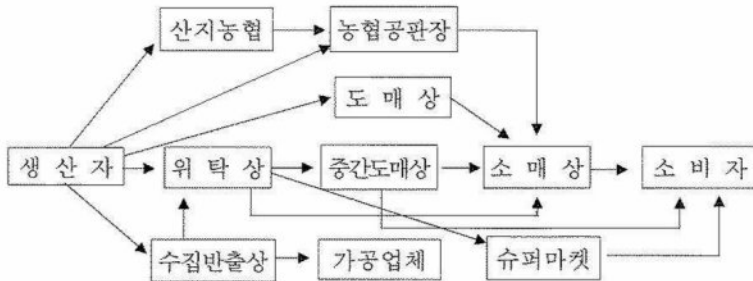 산지농협 농협공판장
도 매 상
생 산 자 위 탁 상 중간도매상 소 매 상 소 비 자
수집반출상 가공업체 슈퍼마켓